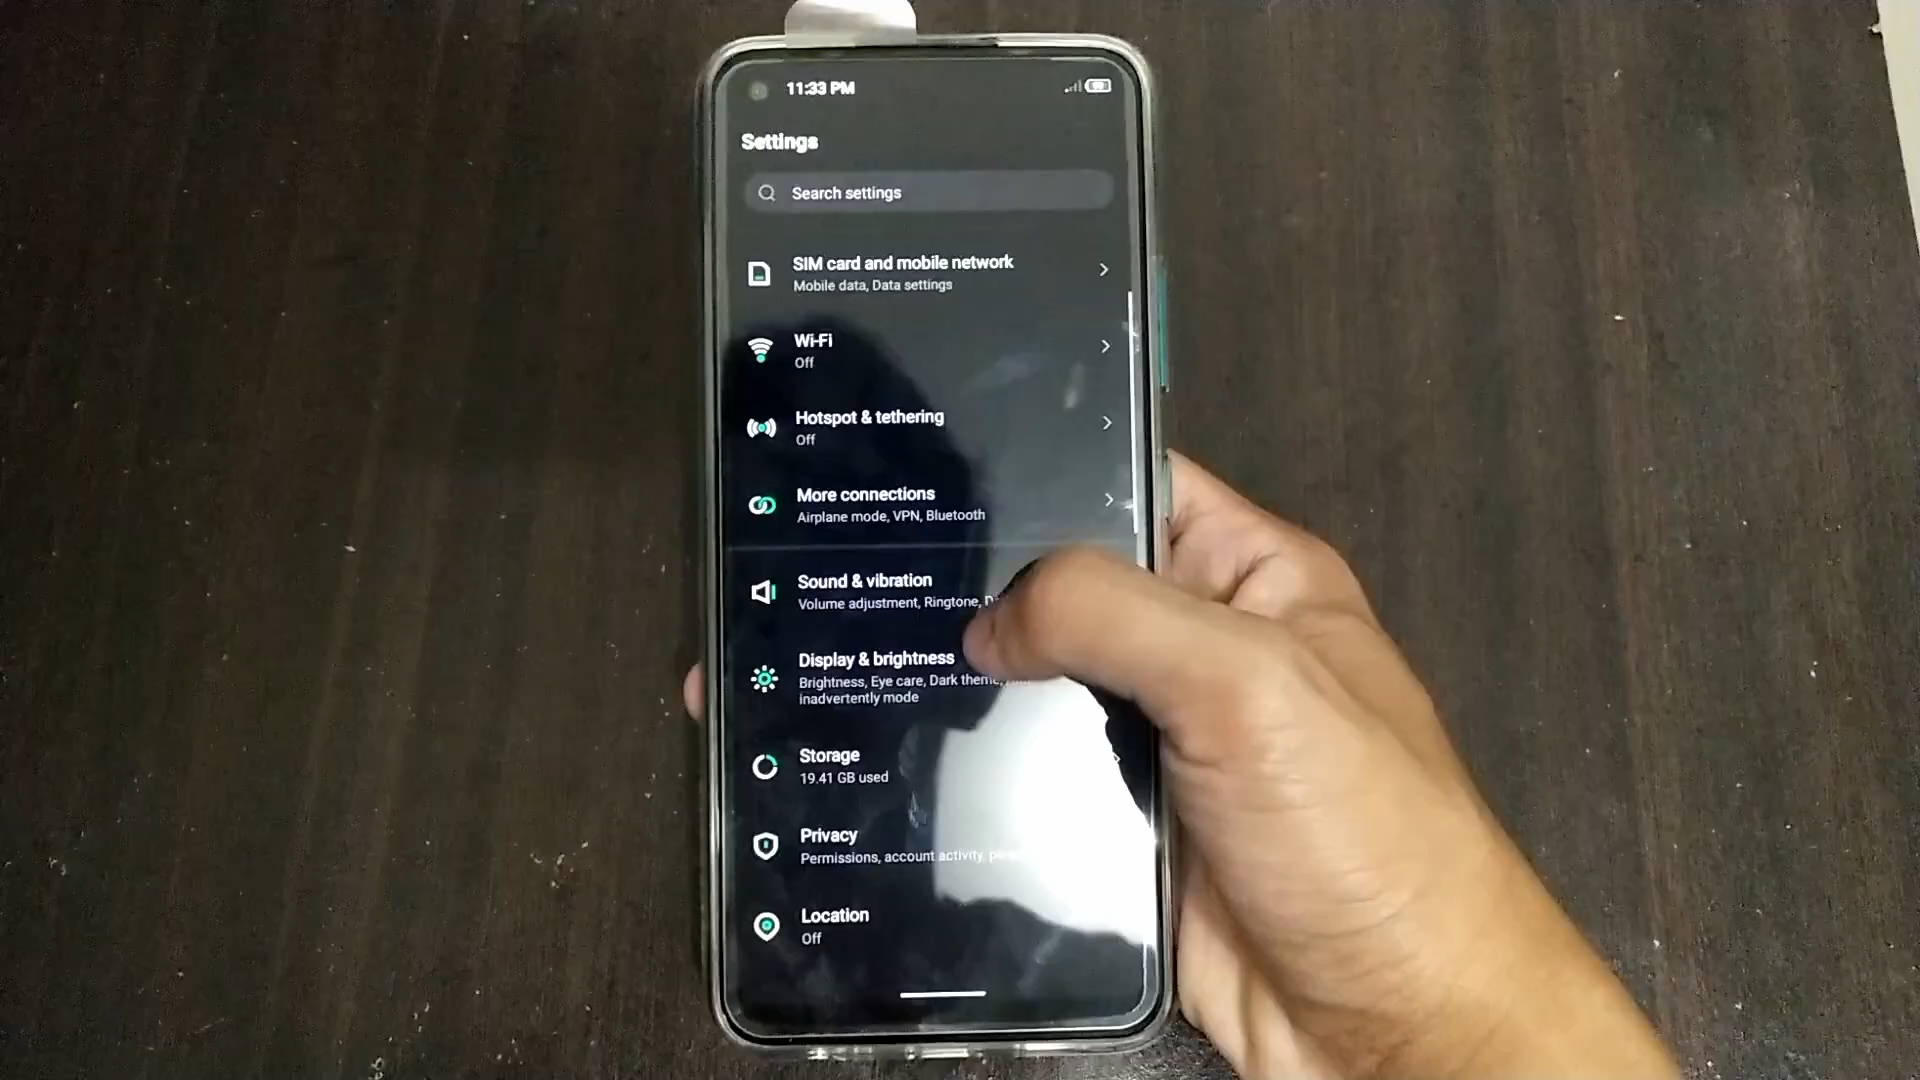 11:33 PM
Settings
Search settings
SIM card and mobile network
Mobile data, Data settings
Wi-Fi
Off
Hotspot & tethering
Off
More connections
Airplane mode, VPN, Bluetooth
Sound & vibration
Volume adjustment, Ringtone,
Display & brightness
Brightness, Eye care, Dark theme,
inadvertently mode
Storage
19.41 GB used
Privacy
Permissions, account activity,
Location
Off